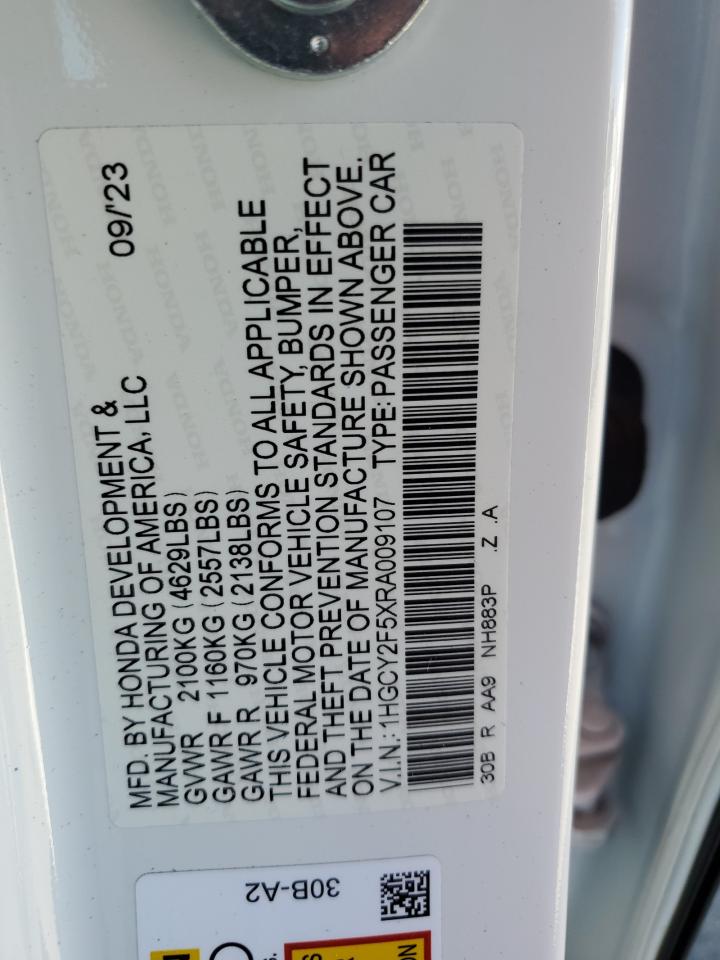 MFD. BY HONDA DEVELOPMENT &
MANUFACTURING OF AMERICA, LLC 09/'23
GVWR 2100KG (4629LBS)
GAWR F 1160KG (2557LBS)
GAWR R 970KG (2138LBS)
THIS VEHICLE CONFORMS TO ALL APPLICABLE
FEDERAL MOTOR VEHICLE SAFETY, BUMPER,
AND THEFT PREVENTION STANDARDS IN EFFECT
ON THE DATE OF MANUFACTURE SHOWN ABOVE.
V.I.N.: 1HGCY2F5XRA009107 TYPE: PASSENGER CAR
30B R AA9 NH883P .Z .A
30B-A2